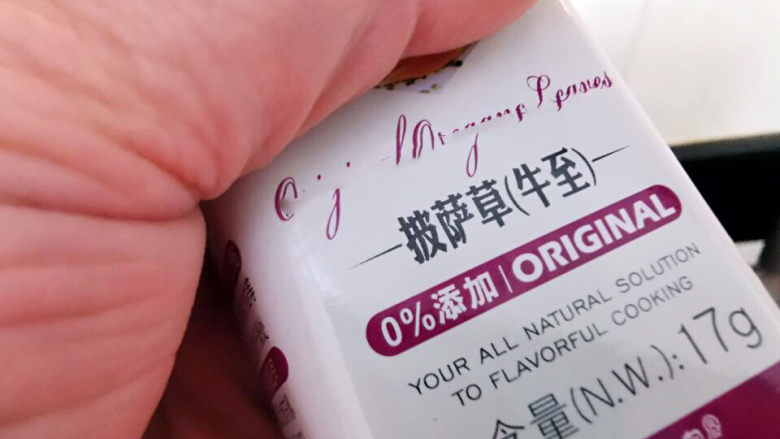 Original Oregano Leaves
披萨草(牛至)
0%添加 | ORIGINAL
YOUR ALL NATURAL SOLUTION
TO FLAVORFUL COOKING
含量(N.W.): 17g